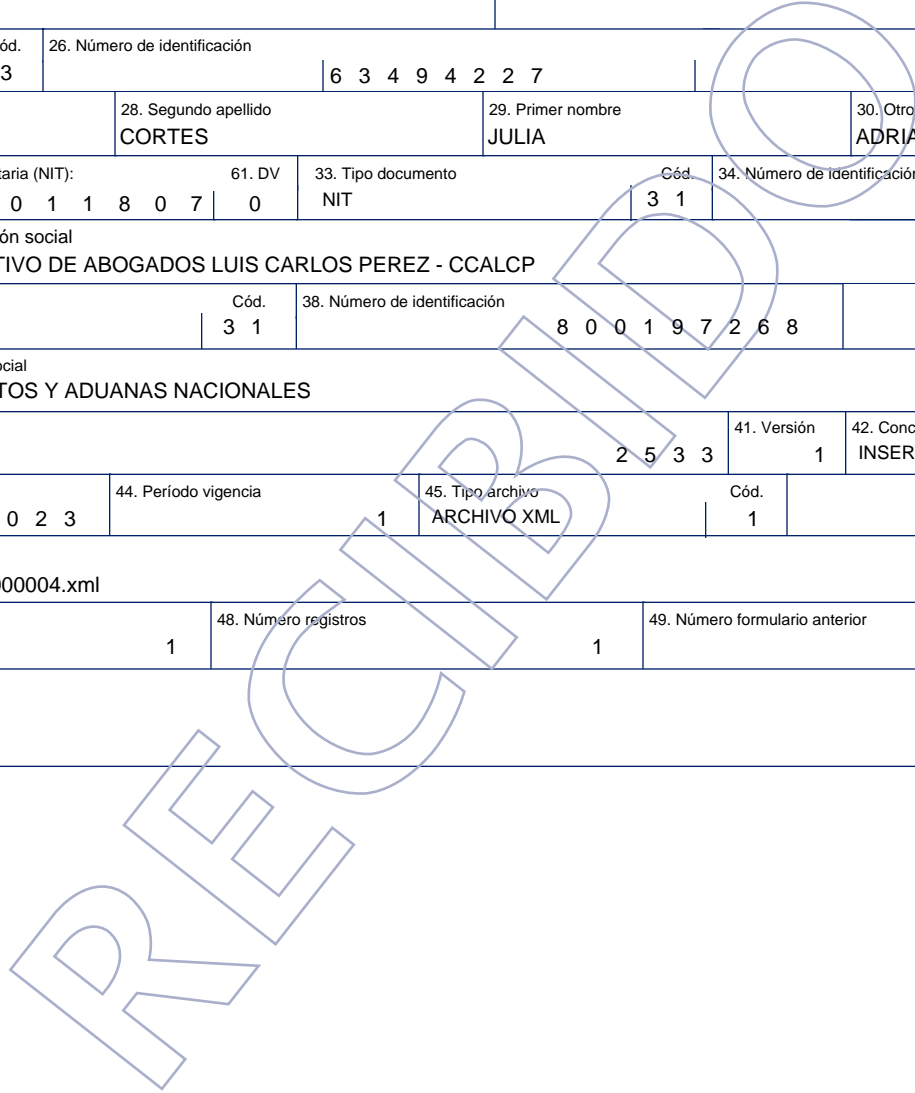 ód. 26. Número de identificación
3 6 3 4 9 4 2 2 7
28. Segundo apellido 29. Primer nombre 30. Otro
CORTES JULIA ADRIA
taria (NIT): 61. DV 33. Tipo documento Cód. 34. Número de identificación
0 1 1 8 0 7 0 NIT 3 1
ón social
TIVO DE ABOGADOS LUIS CARLOS PEREZ - CCALCP
Cód. 38. Número de identificación
3 1 8 0 0 1 9 7 2 6 8
ocial
TOS Y ADUANAS NACIONALES
41. Versión 42. Conc
2 5 3 3 1 INSER
44. Período vigencia 45. Tipo archivo Cód.
0 2 3 1 ARCHIVO XML 1
000004.xml
48. Número registros 49. Número formulario anterior
1 1
RECIBIDO